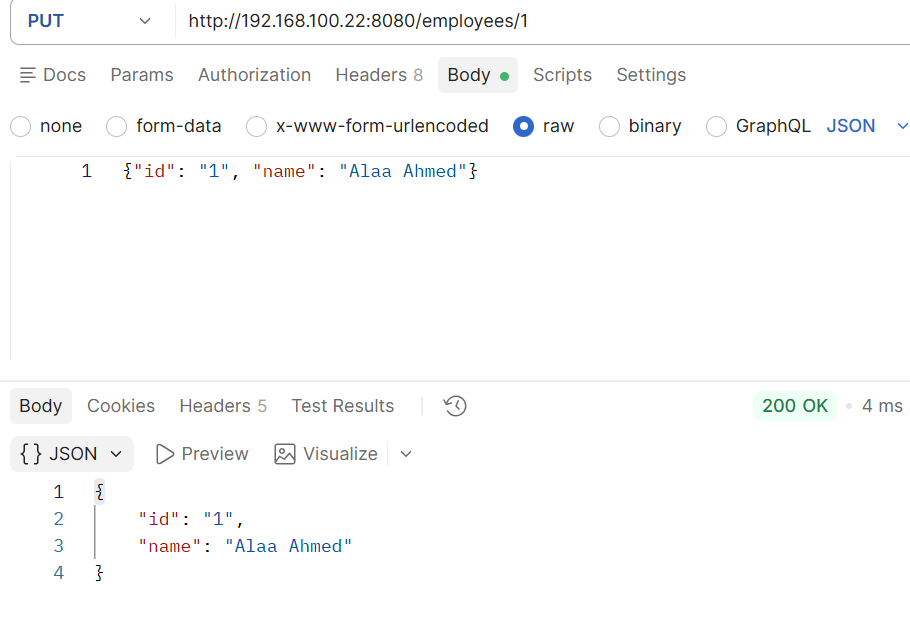 PUT http://192.168.100.22:8080/employees/1
Docs Params Authorization Headers 8 Body Scripts Settings
none form-data x-www-form-urlencoded raw binary GraphQL JSON
1 {"id": "1", "name": "Alaa Ahmed"}
Body Cookies Headers 5 Test Results 200 OK 4 ms
{} JSON Preview Visualize
1 {
2 "id": "1",
3 "name": "Alaa Ahmed"
4 }